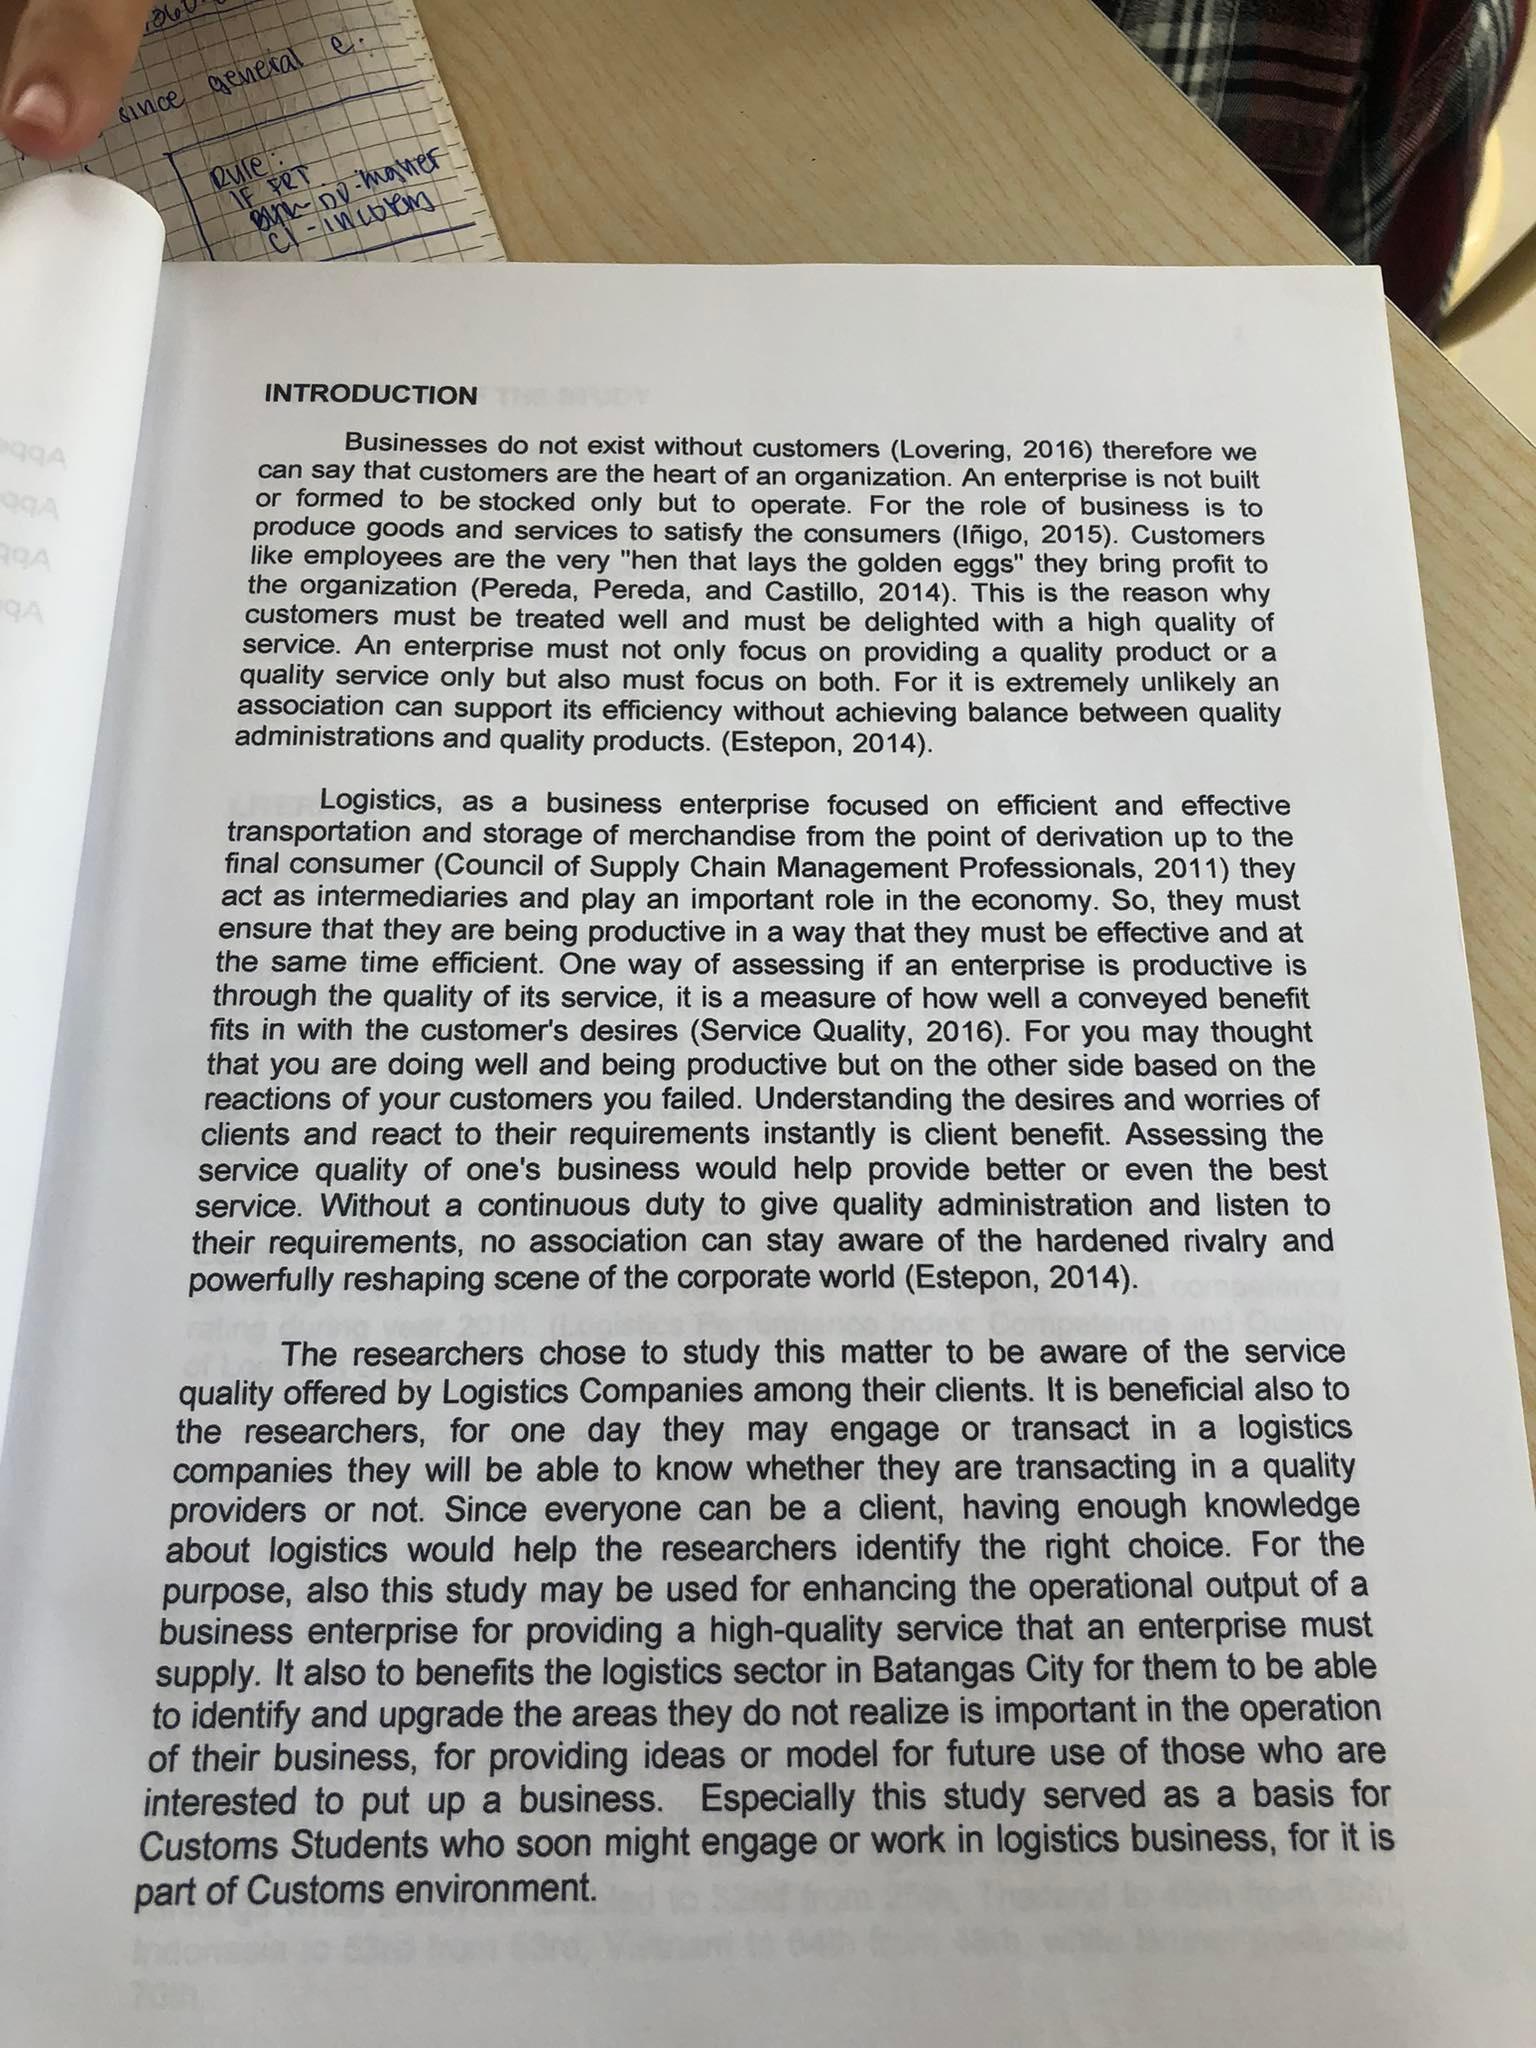 since general e.
Rule:
IF FRT
CI -
INTRODUCTION
Businesses do not exist without customers (Lovering, 2016) therefore we
can say that customers are the heart of an organization. An enterprise is not built
or formed to be stocked only but to operate. For the role of business is to
produce goods and services to satisfy the consumers (Iñigo, 2015). Customers
like employees are the very "hen that lays the golden eggs" they bring profit to
the organization (Pereda, Pereda, and Castillo, 2014). This is the reason why
customers must be treated well and must be delighted with a high quality of
service. An enterprise must not only focus on providing a quality product or a
quality service only but also must focus on both. For it is extremely unlikely an
association can support its efficiency without achieving balance between quality
administrations and quality products. (Estepon, 2014).
Logistics, as a business enterprise focused on efficient and effective
transportation and storage of merchandise from the point of derivation up to the
final consumer (Council of Supply Chain Management Professionals, 2011) they
act as intermediaries and play an important role in the economy. So, they must
ensure that they are being productive in a way that they must be effective and at
the same time efficient. One way of assessing if an enterprise is productive is
through the quality of its service, it is a measure of how well a conveyed benefit
fits in with the customer's desires (Service Quality, 2016). For you may thought
that you are doing well and being productive but on the other side based on the
reactions of your customers you failed. Understanding the desires and worries of
clients and react to their requirements instantly is client benefit. Assessing the
service quality of one's business would help provide better or even the best
service. Without a continuous duty to give quality administration and listen to
their requirements, no association can stay aware of the hardened rivalry and
powerfully reshaping scene of the corporate world (Estepon, 2014).
The researchers chose to study this matter to be aware of the service
quality offered by Logistics Companies among their clients. It is beneficial also to
the researchers, for one day they may engage or transact in a logistics
companies they will be able to know whether they are transacting in a quality
providers or not. Since everyone can be a client, having enough knowledge
about logistics would help the researchers identify the right choice. For the
purpose, also this study may be used for enhancing the operational output of a
business enterprise for providing a high-quality service that an enterprise must
supply. It also to benefits the logistics sector in Batangas City for them to be able
to identify and upgrade the areas they do not realize is important in the operation
of their business, for providing ideas or model for future use of those who are
interested to put up a business. Especially this study served as a basis for
Customs Students who soon might engage or work in logistics business, for it is
part of Customs environment.